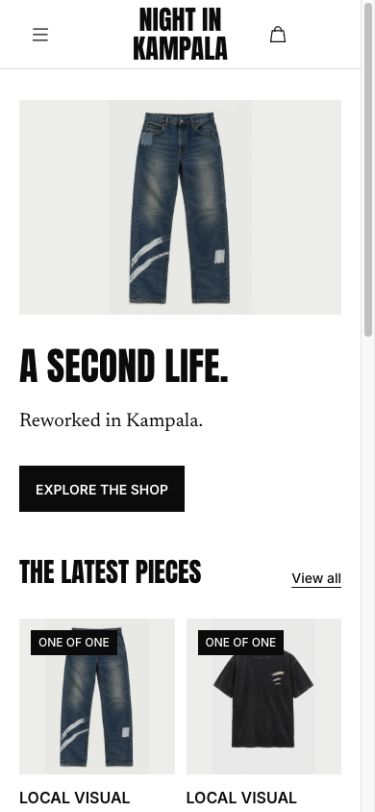 NIGHT IN
KAMPALA
A SECOND LIFE.
Reworked in Kampala.
EXPLORE THE SHOP
THE LATEST PIECES
View all
ONE OF ONE
ONE OF ONE
LOCAL VISUAL
LOCAL VISUAL